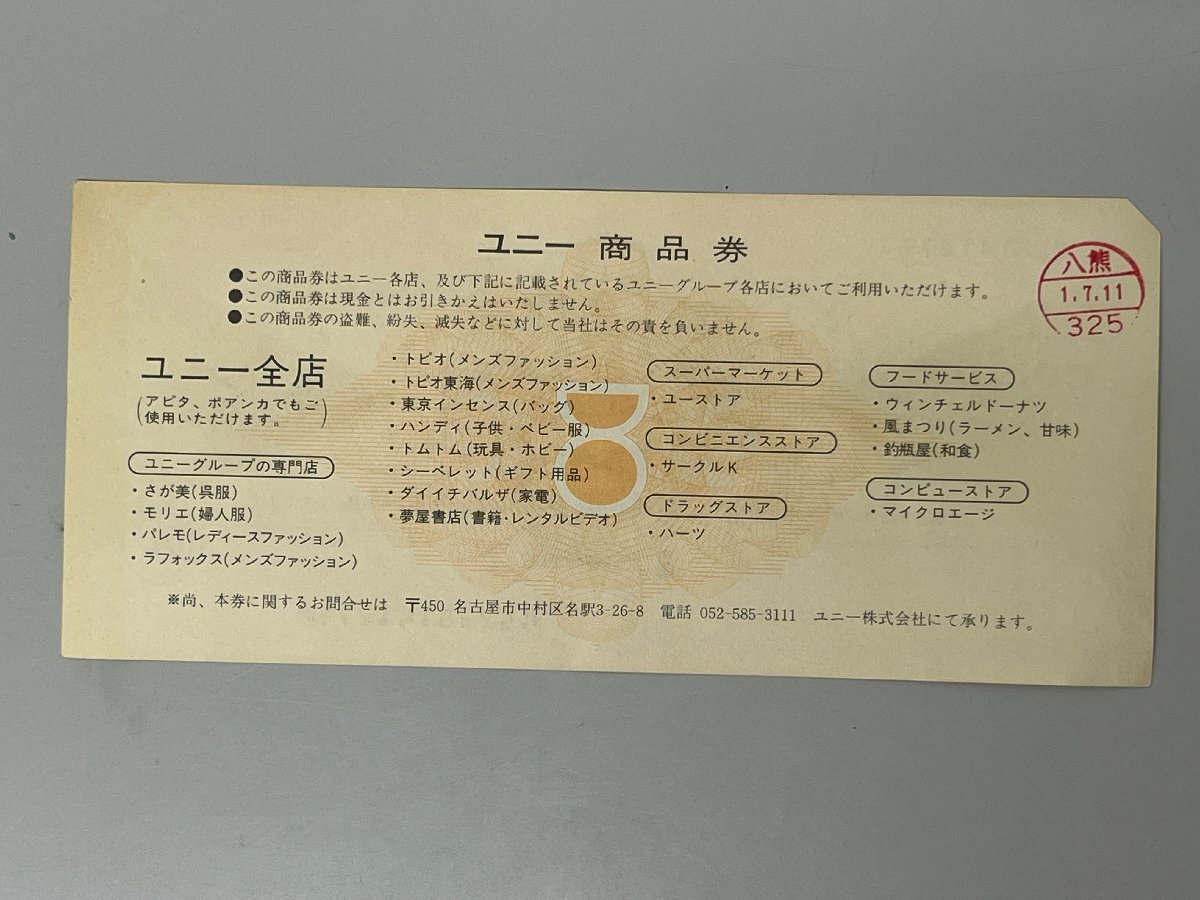 ユニー 商品券
●この商品券はユニー各店、及び下記に記載されているユニーグループ各店においてご利用いただけます。
●この商品券は現金とはお引きかえはいたしません。
●この商品券の盗難、紛失、滅失などに対して当社はその責を負いません。
八熊
1.7.11
325
ユニー全店
(アピタ、ポアンカでもご
使用いただけます。)
ユニーグループの専門店
・さが美(呉服)
・モリエ(婦人服)
・パレモ(レディースファッション)
・ラフォックス(メンズファッション)
・トピオ(メンズファッション)
・トピオ東海(メンズファッション)
・東京インセンス(バッグ)
・ハンディ(子供・ベビー服)
・トムトム(玩具・ホビー)
・シーベレット(ギフト用品)
・ダイイチパルザ(家電)
・夢屋書店(書籍・レンタルビデオ)
スーパーマーケット
・ユーストア
コンビニエンスストア
・サークルK
ドラッグストア
・ハーツ
フードサービス
・ウィンチェルドーナツ
・風まつり(ラーメン、甘味)
・釣瓶屋(和食)
コンピューストア
・マイクロエージ
※尚、本券に関するお問合せは 〒450 名古屋市中村区名駅3-26-8 電話 052-585-3111 ユニー株式会社にて承ります。